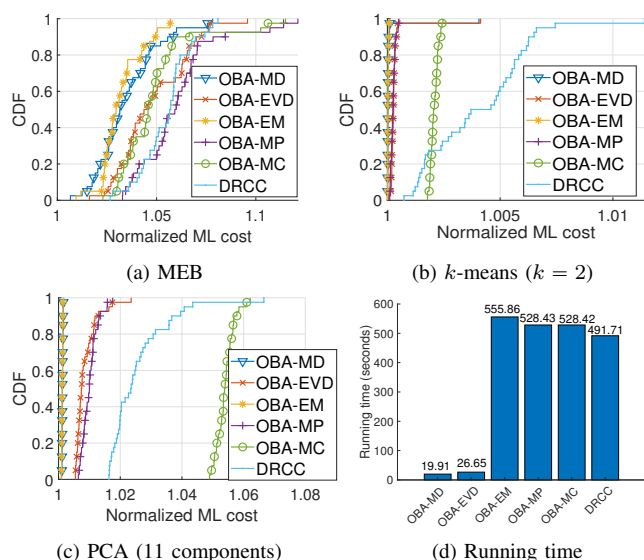 1
0.8
0.6
0.4
0.2
0
CDF
1
1.05
1.1
Normalized ML cost
OBA-MD
OBA-EVD
OBA-EM
OBA-MP
OBA-MC
DRCC
(a) MEB
1
0.8
0.6
0.4
0.2
0
CDF
1
1.005
1.01
Normalized ML cost
OBA-MD
OBA-EVD
OBA-EM
OBA-MP
OBA-MC
DRCC
(b) k-means (k = 2)
1
0.8
0.6
0.4
0.2
0
CDF
1
1.02
1.04
1.06
1.08
Normalized ML cost
OBA-MD
OBA-EVD
OBA-EM
OBA-MP
OBA-MC
DRCC
(c) PCA (11 components)
600
500
400
300
200
100
0
Running time (seconds)
19.91
26.65
555.86
528.43
528.42
491.71
OBA-MD
OBA-EVD
OBA-EM
OBA-MP
OBA-MC
DRCC
(d) Running time